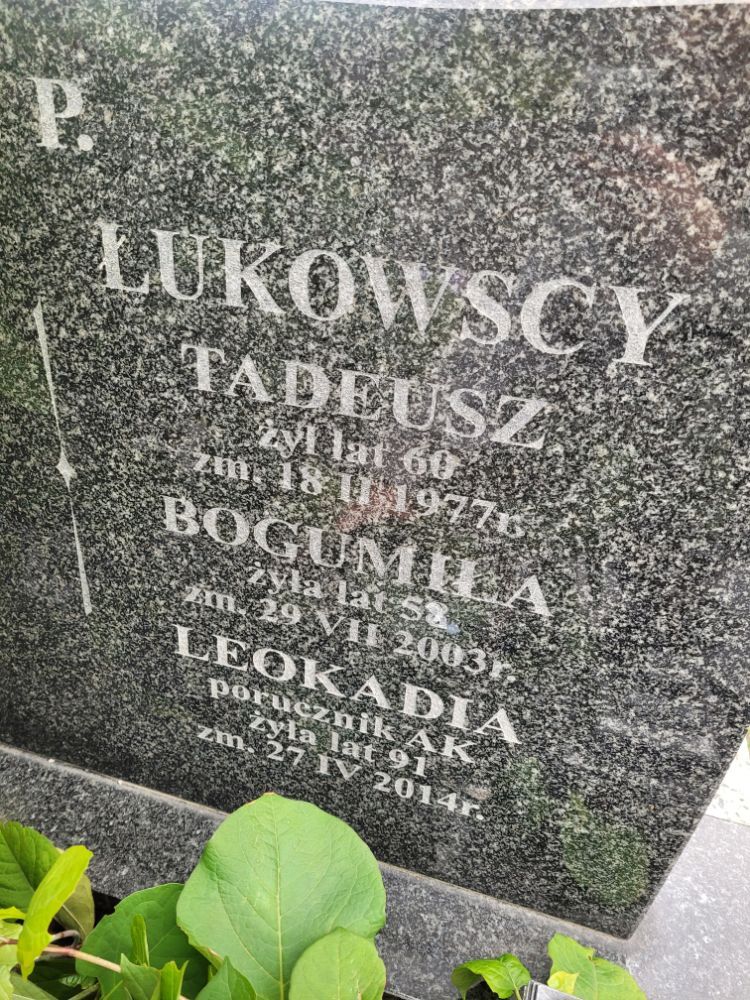 P.
ŁUKOWSCY
TADEUSZ
żył lat 60
zm. 18 II 1977r.
BOGUMIŁA
żyła lat 58
zm. 29 VII 2003r.
LEOKADIA
porucznik AK
żyła lat 91
zm. 27 IV 2014r.